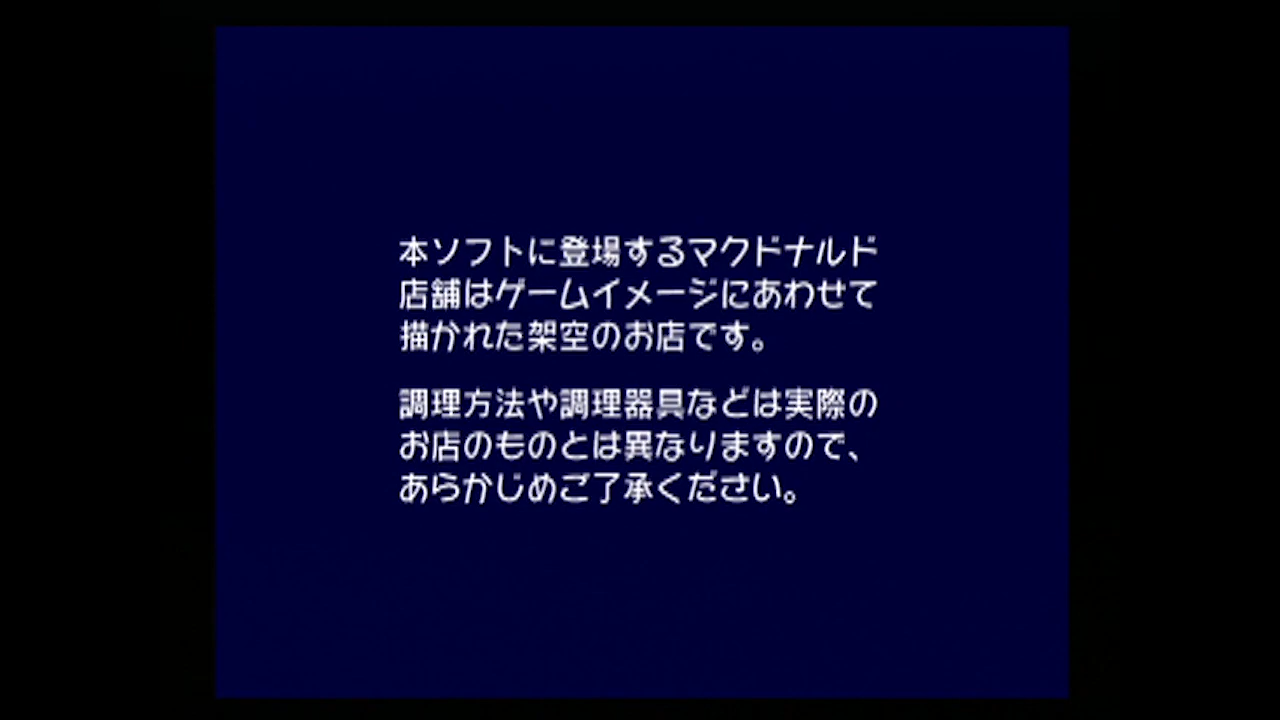 本ソフトに登場するマクドナルド
店舗はゲームイメージにあわせて
描かれた架空のお店です。
調理方法や調理器具などは実際の
お店のものとは異なりますので、
あらかじめご了承ください。